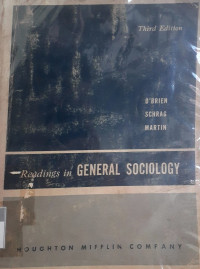 Third Edition
O'BRIEN
SCHRAG
MARTIN
Readings in GENERAL SOCIOLOGY
HOUGHTON MIFFLIN COMPANY